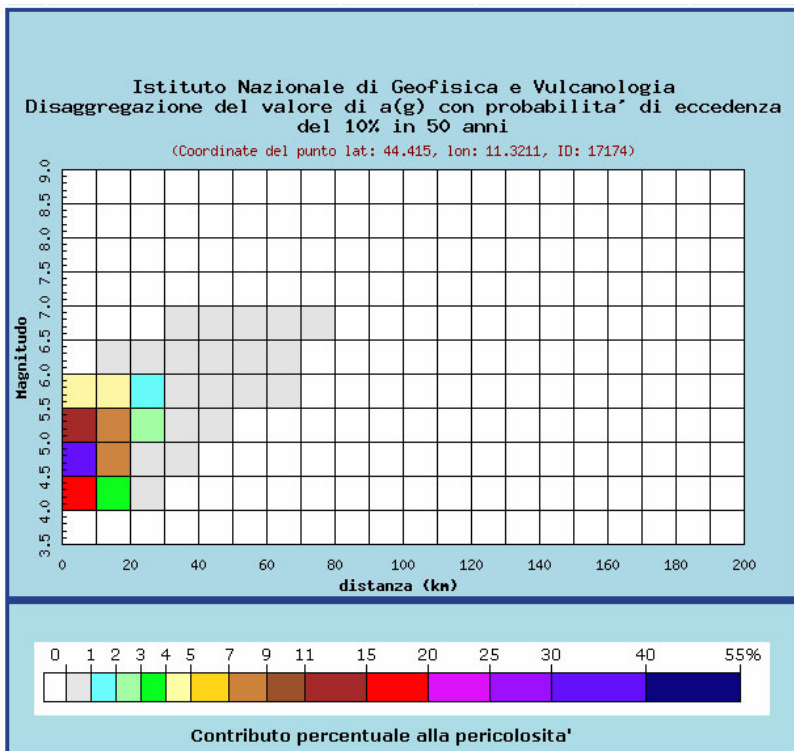 Istituto Nazionale di Geofisica e Vulcanologia
Disaggregazione del valore di a(g) con probabilita' di eccedenza
del 10% in 50 anni
(Coordinate del punto lat: 44.415, lon: 11.3211, ID: 17174)
Magnitudo
9.0
8.5
8.0
7.5
7.0
6.5
6.0
5.5
5.0
4.5
4.0
3.5
0 20 40 60 80 100 120 140 160 180 200
distanza (km)
0 1 2 3 4 5 7 9 11 15 20 25 30 40 55%
Contributo percentuale alla pericolosita'